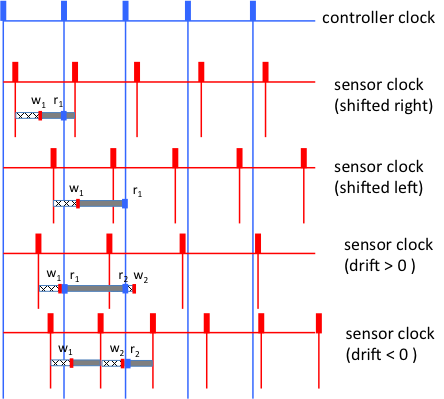 controller clock
sensor clock
(shifted right)
w1 r1
sensor clock
(shifted left)
w1 r1
sensor clock
(drift > 0 )
w1 r1 r2 w2
sensor clock
(drift < 0 )
w1 w2 r2